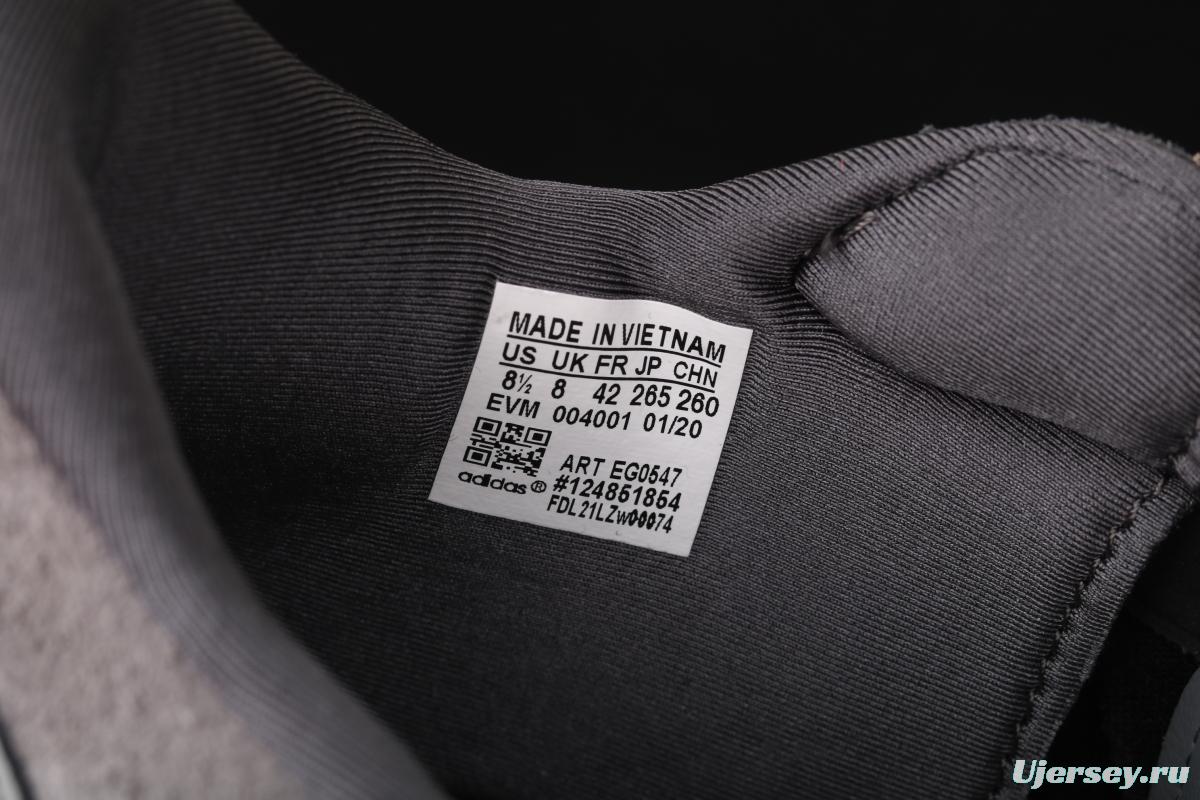 MADE IN VIETNAM
US UK FR JP CHN
8½ 8 42 265 260
EVM 004001 01/20
ART EG0547
#124851854
adidas®
FDL21LZw00074
Ujersey.ru